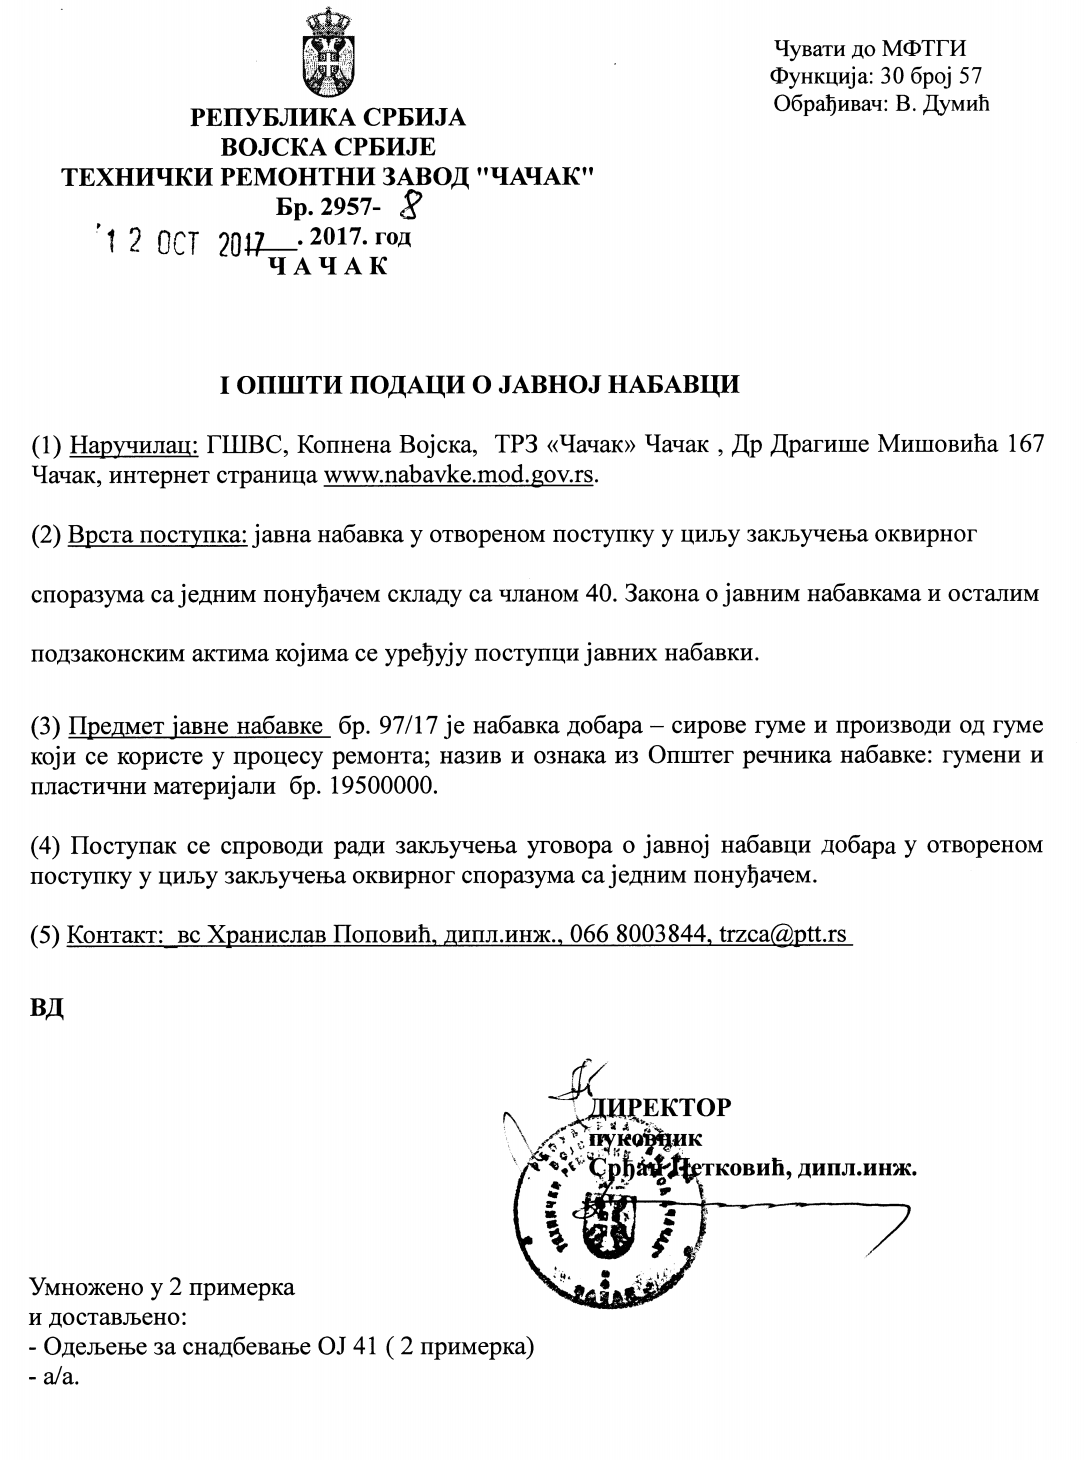 Чувати до МФТГИ
Функција: 30 број 57
Обрађивач: В. Думић
РЕПУБЛИКА СРБИЈА
ВОЈСКА СРБИЈЕ
ТЕХНИЧКИ РЕМОНТНИ ЗАВОД "ЧАЧАК"
Бр. 2957- 8
12 ОСТ 2017 . 2017. год
Ч А Ч А К
I ОПШТИ ПОДАЦИ О ЈАВНОЈ НАБАВЦИ
(1) Наручилац: ГШВС, Копнена Војска, ТРЗ «Чачак» Чачак , Др Драгише Мишовића 167
Чачак, интернет страница www.nabavke.mod.gov.rs.
(2) Врста поступка: јавна набавка у отвореном поступку у циљу закључења оквирног
споразума са једним понуђачем складу са чланом 40. Закона о јавним набавкама и осталим
подзаконским актима којима се уређују поступци јавних набавки.
(3) Предмет јавне набавке бр. 97/17 је набавка добара – сирове гуме и производи од гуме
који се користе у процесу ремонта; назив и ознака из Општег речника набавке: гумени и
пластични материјали бр. 19500000.
(4) Поступак се спроводи ради закључења уговора о јавној набавци добара у отвореном
поступку у циљу закључења оквирног споразума са једним понуђачем.
(5) Контакт: вс Хранислав Поповић, дипл.инж., 066 8003844, trzca@ptt.rs
ВД
ДИРЕКТОР
пуковник
Срђан Петковић, дипл.инж.
Умножено у 2 примерка
и достављено:
- Одељење за снадбевање ОЈ 41 ( 2 примерка)
- а/а.